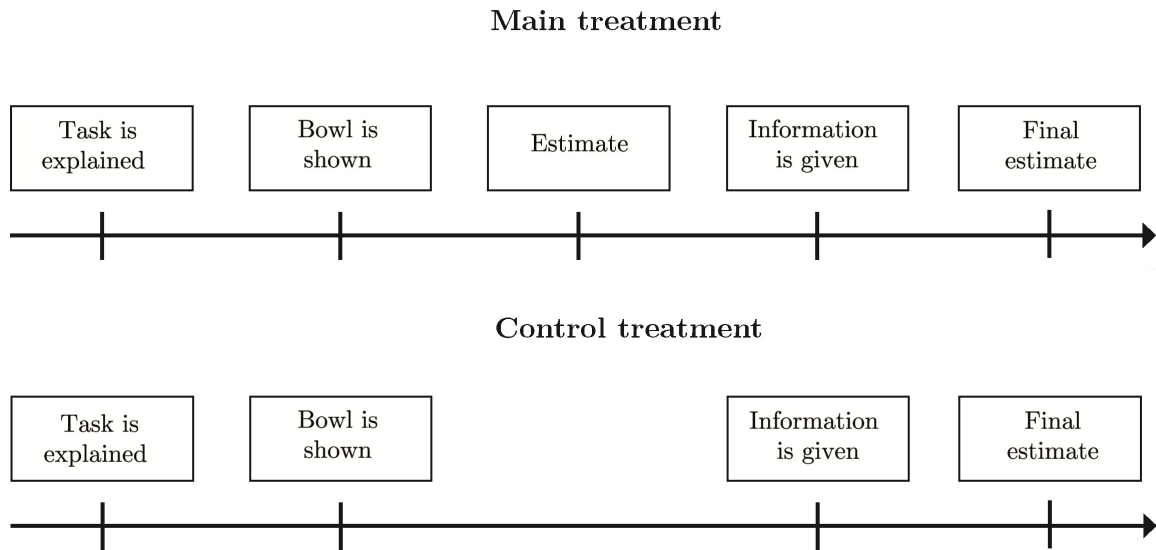 Main treatment
Task is
explained
Bowl is
shown
Estimate
Information
is given
Final
estimate
Control treatment
Task is
explained
Bowl is
shown
Information
is given
Final
estimate